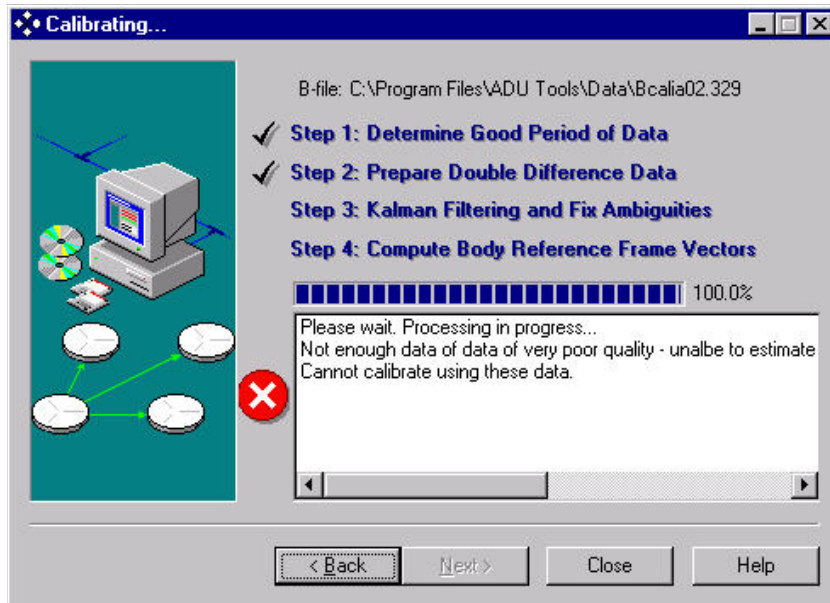 Calibrating...
B-file: C:\Program Files\ADU Tools\Data\Bcalia02.329
Step 1: Determine Good Period of Data
Step 2: Prepare Double Difference Data
Step 3: Kalman Filtering and Fix Ambiguities
Step 4: Compute Body Reference Frame Vectors
100.0%
Please wait. Processing in progress...
Not enough data of data of very poor quality - unalbe to estimate
Cannot calibrate using these data.
< Back
Next >
Close
Help